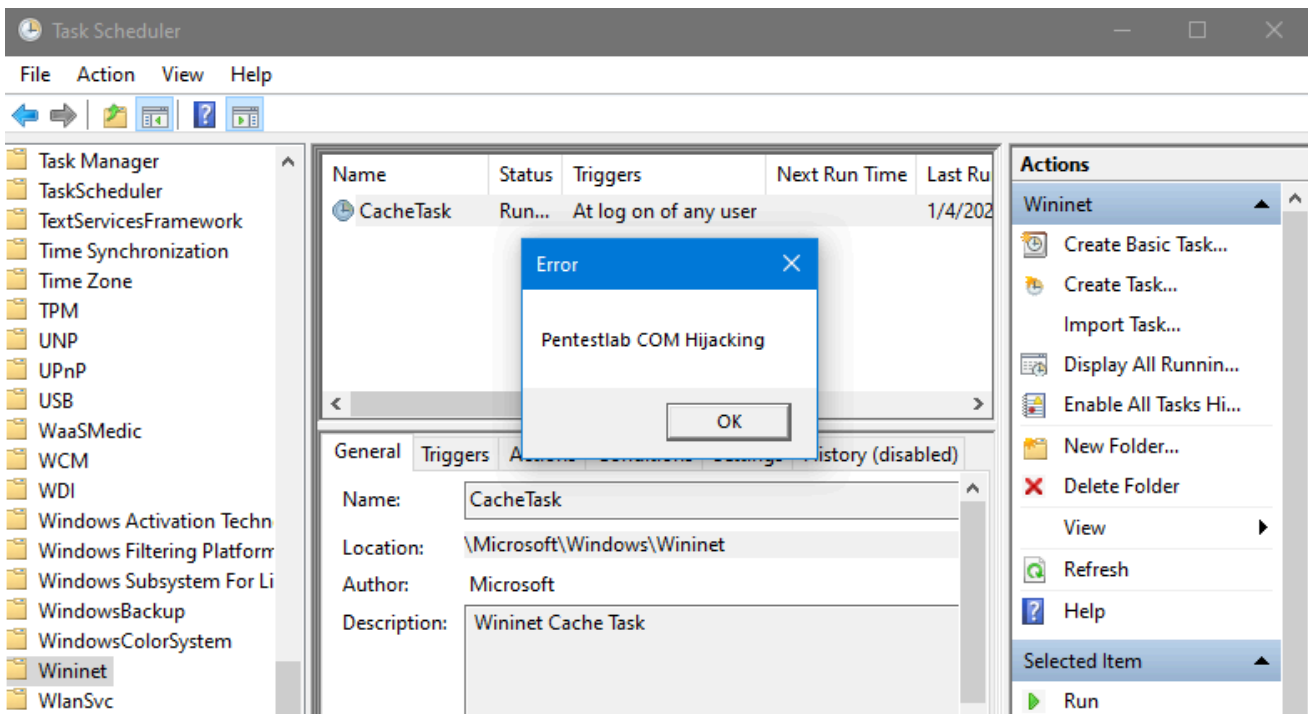 Task Scheduler
File Action View Help
Task Manager
TaskScheduler
TextServicesFramework
Time Synchronization
Time Zone
TPM
UNP
UPnP
USB
WaaSMedic
WCM
WDI
Windows Activation Techn
Windows Filtering Platform
Windows Subsystem For Li
WindowsBackup
WindowsColorSystem
Wininet
WlanSvc
Name Status Triggers Next Run Time Last Ru
CacheTask Run... At log on of any user 1/4/202
Error
Pentestlab COM Hijacking
OK
General Triggers History (disabled)
Name: CacheTask
Location: \Microsoft\Windows\Wininet
Author: Microsoft
Description: Wininet Cache Task
Actions
Wininet
Create Basic Task...
Create Task...
Import Task...
Display All Runnin...
Enable All Tasks Hi...
New Folder...
Delete Folder
View
Refresh
Help
Selected Item
Run